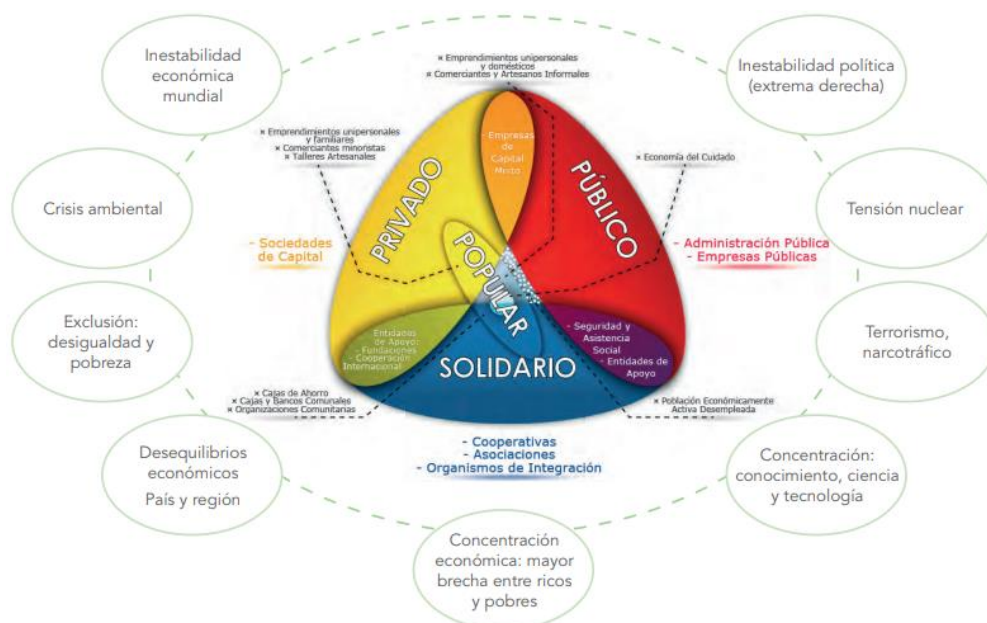 Inestabilidad
económica
mundial
Inestabilidad política
(extrema derecha)
× Emprendimientos unipersonales
y domésticos
× Comerciantes y Artesanos Informales
× Emprendimientos unipersonales
y familiares
× Comerciantes minoristas
× Talleres Artesanales
- Empresas
de
Capital
Mixto
× Economía del Cuidado
Crisis ambiental
Tensión nuclear
PRIVADO
PÚBLICO
POPULAR
SOLIDARIO
- Sociedades
de Capital
- Administración Pública
- Empresas Públicas
Exclusión:
desigualdad y
pobreza
Terrorismo,
narcotráfico
Entidades
de Apoyo:
- Fundaciones
- Cooperación
Internacional
- Seguridad y
Asistencia
Social
- Entidades de
Apoyo
× Cajas de Ahorro
× Cajas y Bancos Comunales
× Organizaciones Comunitarias
× Población Económicamente
Activa Desempleada
- Cooperativas
- Asociaciones
- Organismos de Integración
Desequilibrios
económicos
País y región
Concentración:
conocimiento, ciencia
y tecnología
Concentración
económica: mayor
brecha entre ricos
y pobres